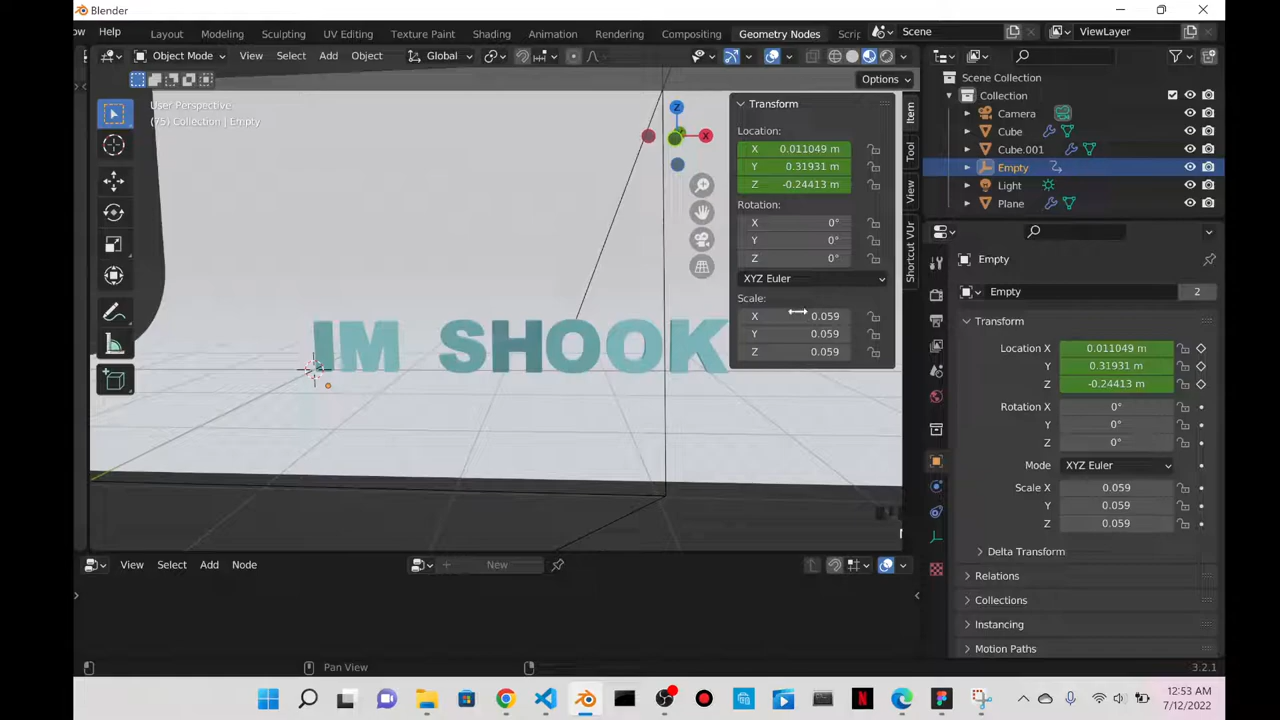 Blender
ow Help Layout Modeling Sculpting UV Editing Texture Paint Shading Animation Rendering Compositing Geometry Nodes Scrip Scene ViewLayer
Object Mode View Select Add Object Global
Options
User Perspective
(75) Collection | Empty
Transform
Location:
X 0.011049 m
Y 0.31931 m
Z -0.24413 m
Rotation:
X 0°
Y 0°
Z 0°
XYZ Euler
Scale:
X 0.059
Y 0.059
Z 0.059
Item
Tool
View
Shortcut VUr
Z
X
IM SHOOK
Scene Collection
Collection
Camera
Cube
Cube.001
Empty
Light
Plane
Empty
Empty 2
Transform
Location X 0.011049 m
Y 0.31931 m
Z -0.24413 m
Rotation X 0°
Y 0°
Z 0°
Mode XYZ Euler
Scale X 0.059
Y 0.059
Z 0.059
Delta Transform
Relations
Collections
Instancing
Motion Paths
View Select Add Node New
Pan View
3.2.1
12:53 AM
7/12/2022